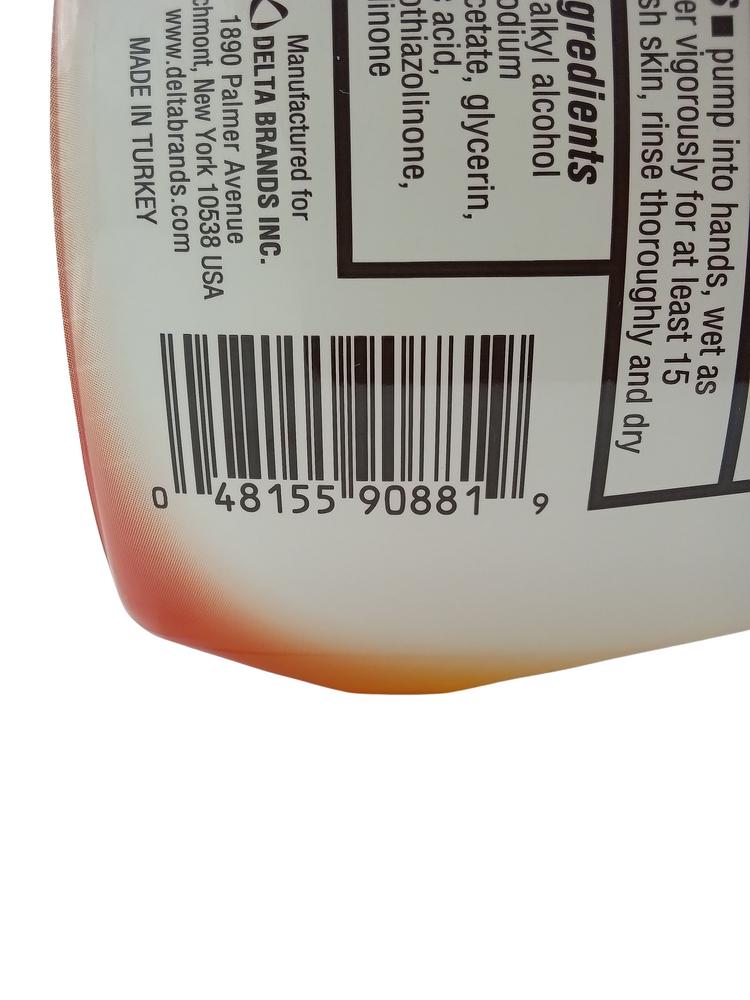 pump into hands, wet as
er vigorously for at least 15
sh skin, rinse thoroughly and dry
gredients
alkyl alcohol
odium
cetate, glycerin,
acid,
othiazolinone,
linone
Manufactured for
DELTA BRANDS INC.
1890 Palmer Avenue
chmont, New York 10538 USA
www.deltabrands.com
MADE IN TURKEY
0 48155 90881 9